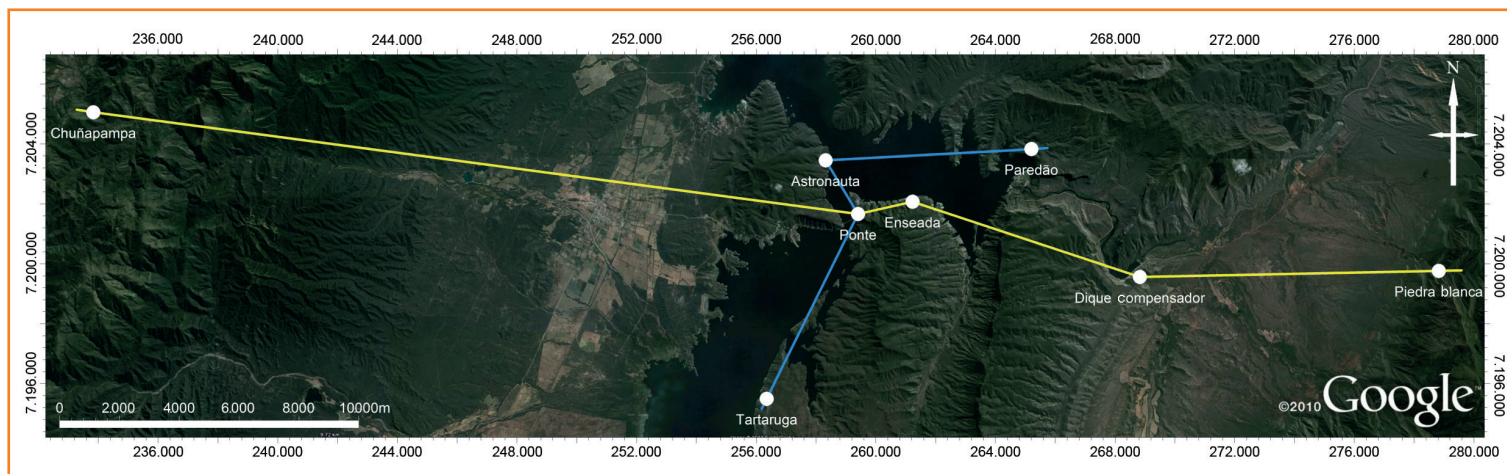 236.000 240.000 244.000 248.000 252.000 256.000 260.000 264.000 268.000 272.000 276.000 280.000
N
7.204.000 7.204.000
Chuñapampa
Astronauta
Paredão
Enseada
Ponte
7.200.000 7.200.000
Dique compensador
Piedra blanca
7.196.000 7.196.000
0 2.000 4.000 6.000 8000 10000m
Tartaruga
©2010 Google
236.000 240.000 244.000 248.000 252.000 256.000 260.000 264.000 268.000 272.000 276.000 280.000